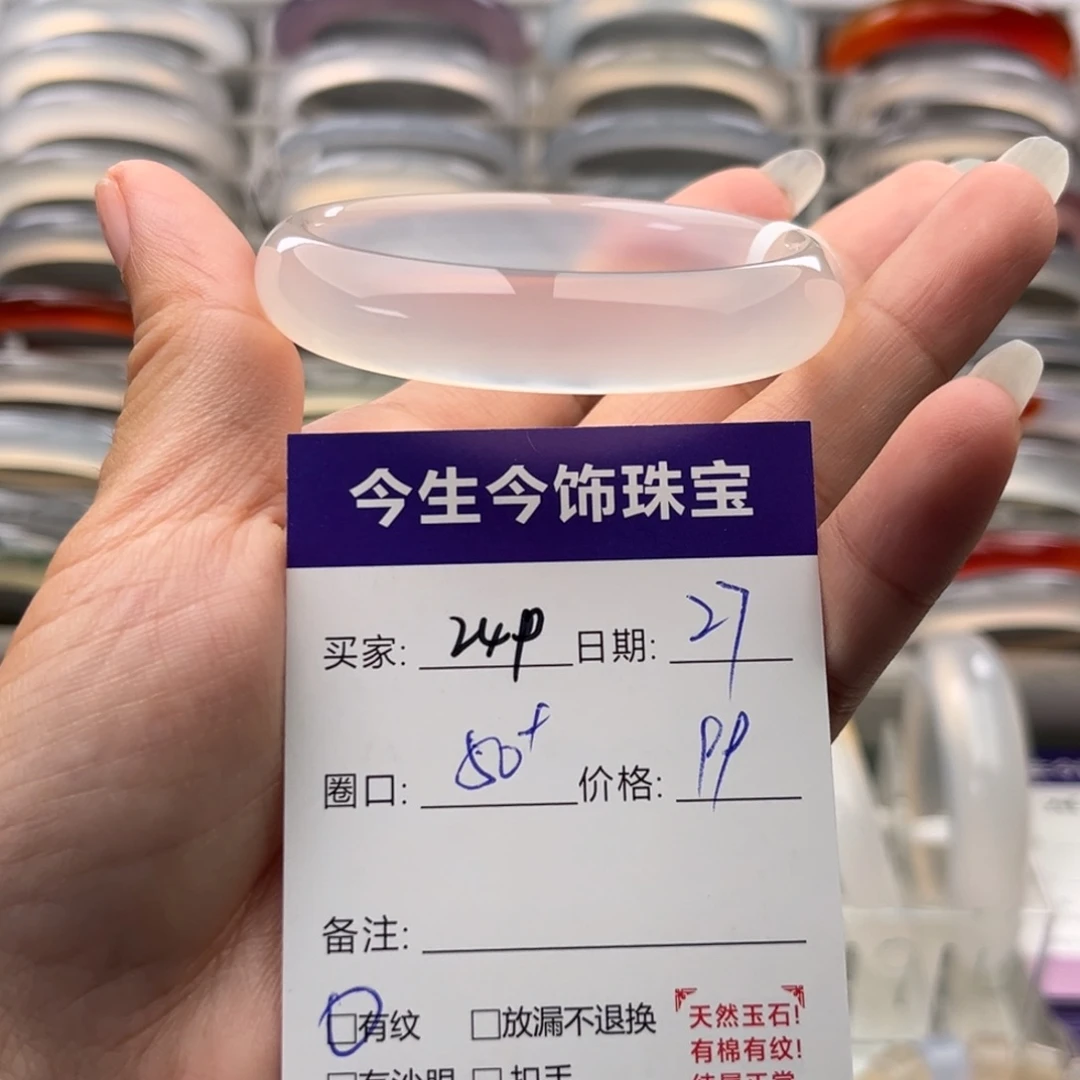 今生今饰珠宝
买家: 24P 日期: 27
圈口: 50+ 价格: PP
备注:
□有纹 □放漏不退换
天然玉石!
有棉有纹!